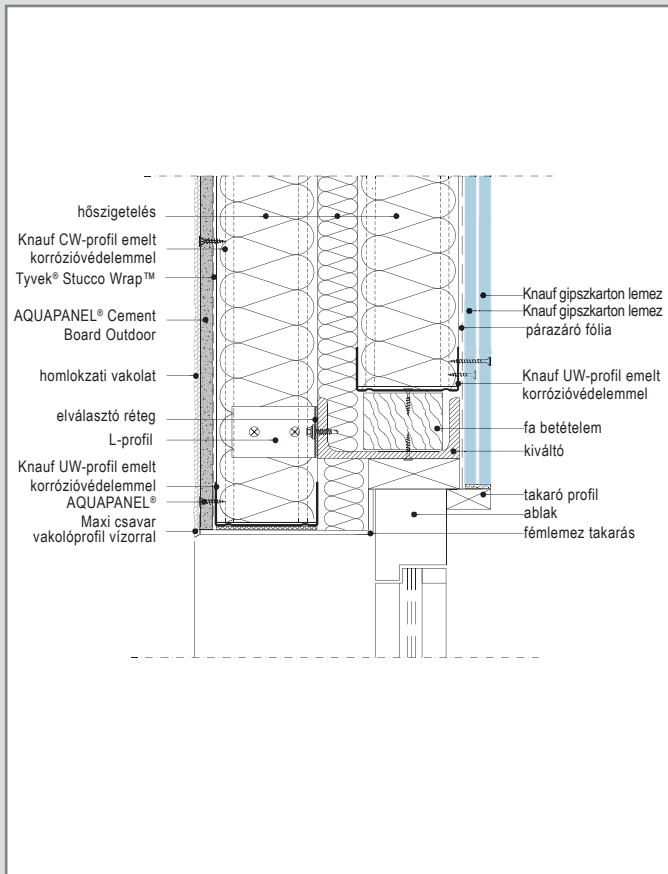 hőszigetelés
Knauf CW-profil emelt
korrózióvédelemmel
Tyvek® Stucco Wrap™
AQUAPANEL® Cement
Board Outdoor
homlokzati vakolat
elválasztó réteg
L-profil
Knauf UW-profil emelt
korrózióvédelemmel
AQUAPANEL®
Maxi csavar
vakolóprofil vízorral
Knauf gipszkarton lemez
Knauf gipszkarton lemez
párazáró fólia
Knauf UW-profil emelt
korrózióvédelemmel
fa betételem
kiváltó
takaró profil
ablak
fémlemez takarás